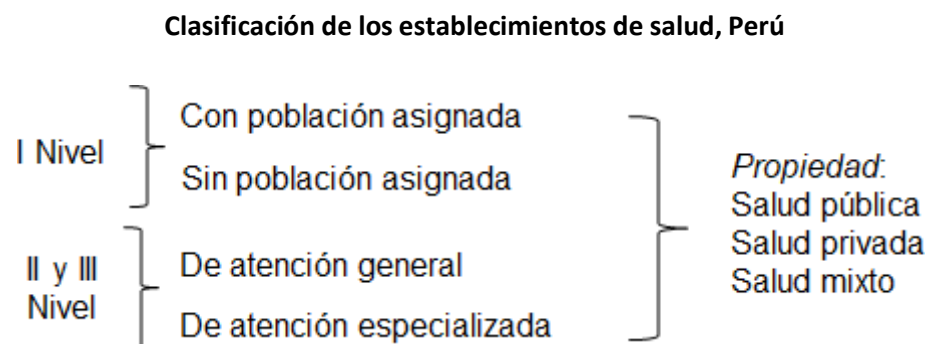 Clasificación de los establecimientos de salud, Perú
I Nivel
Con población asignada
Sin población asignada
II y III
Nivel
De atención general
De atención especializada
Propiedad:
Salud pública
Salud privada
Salud mixto